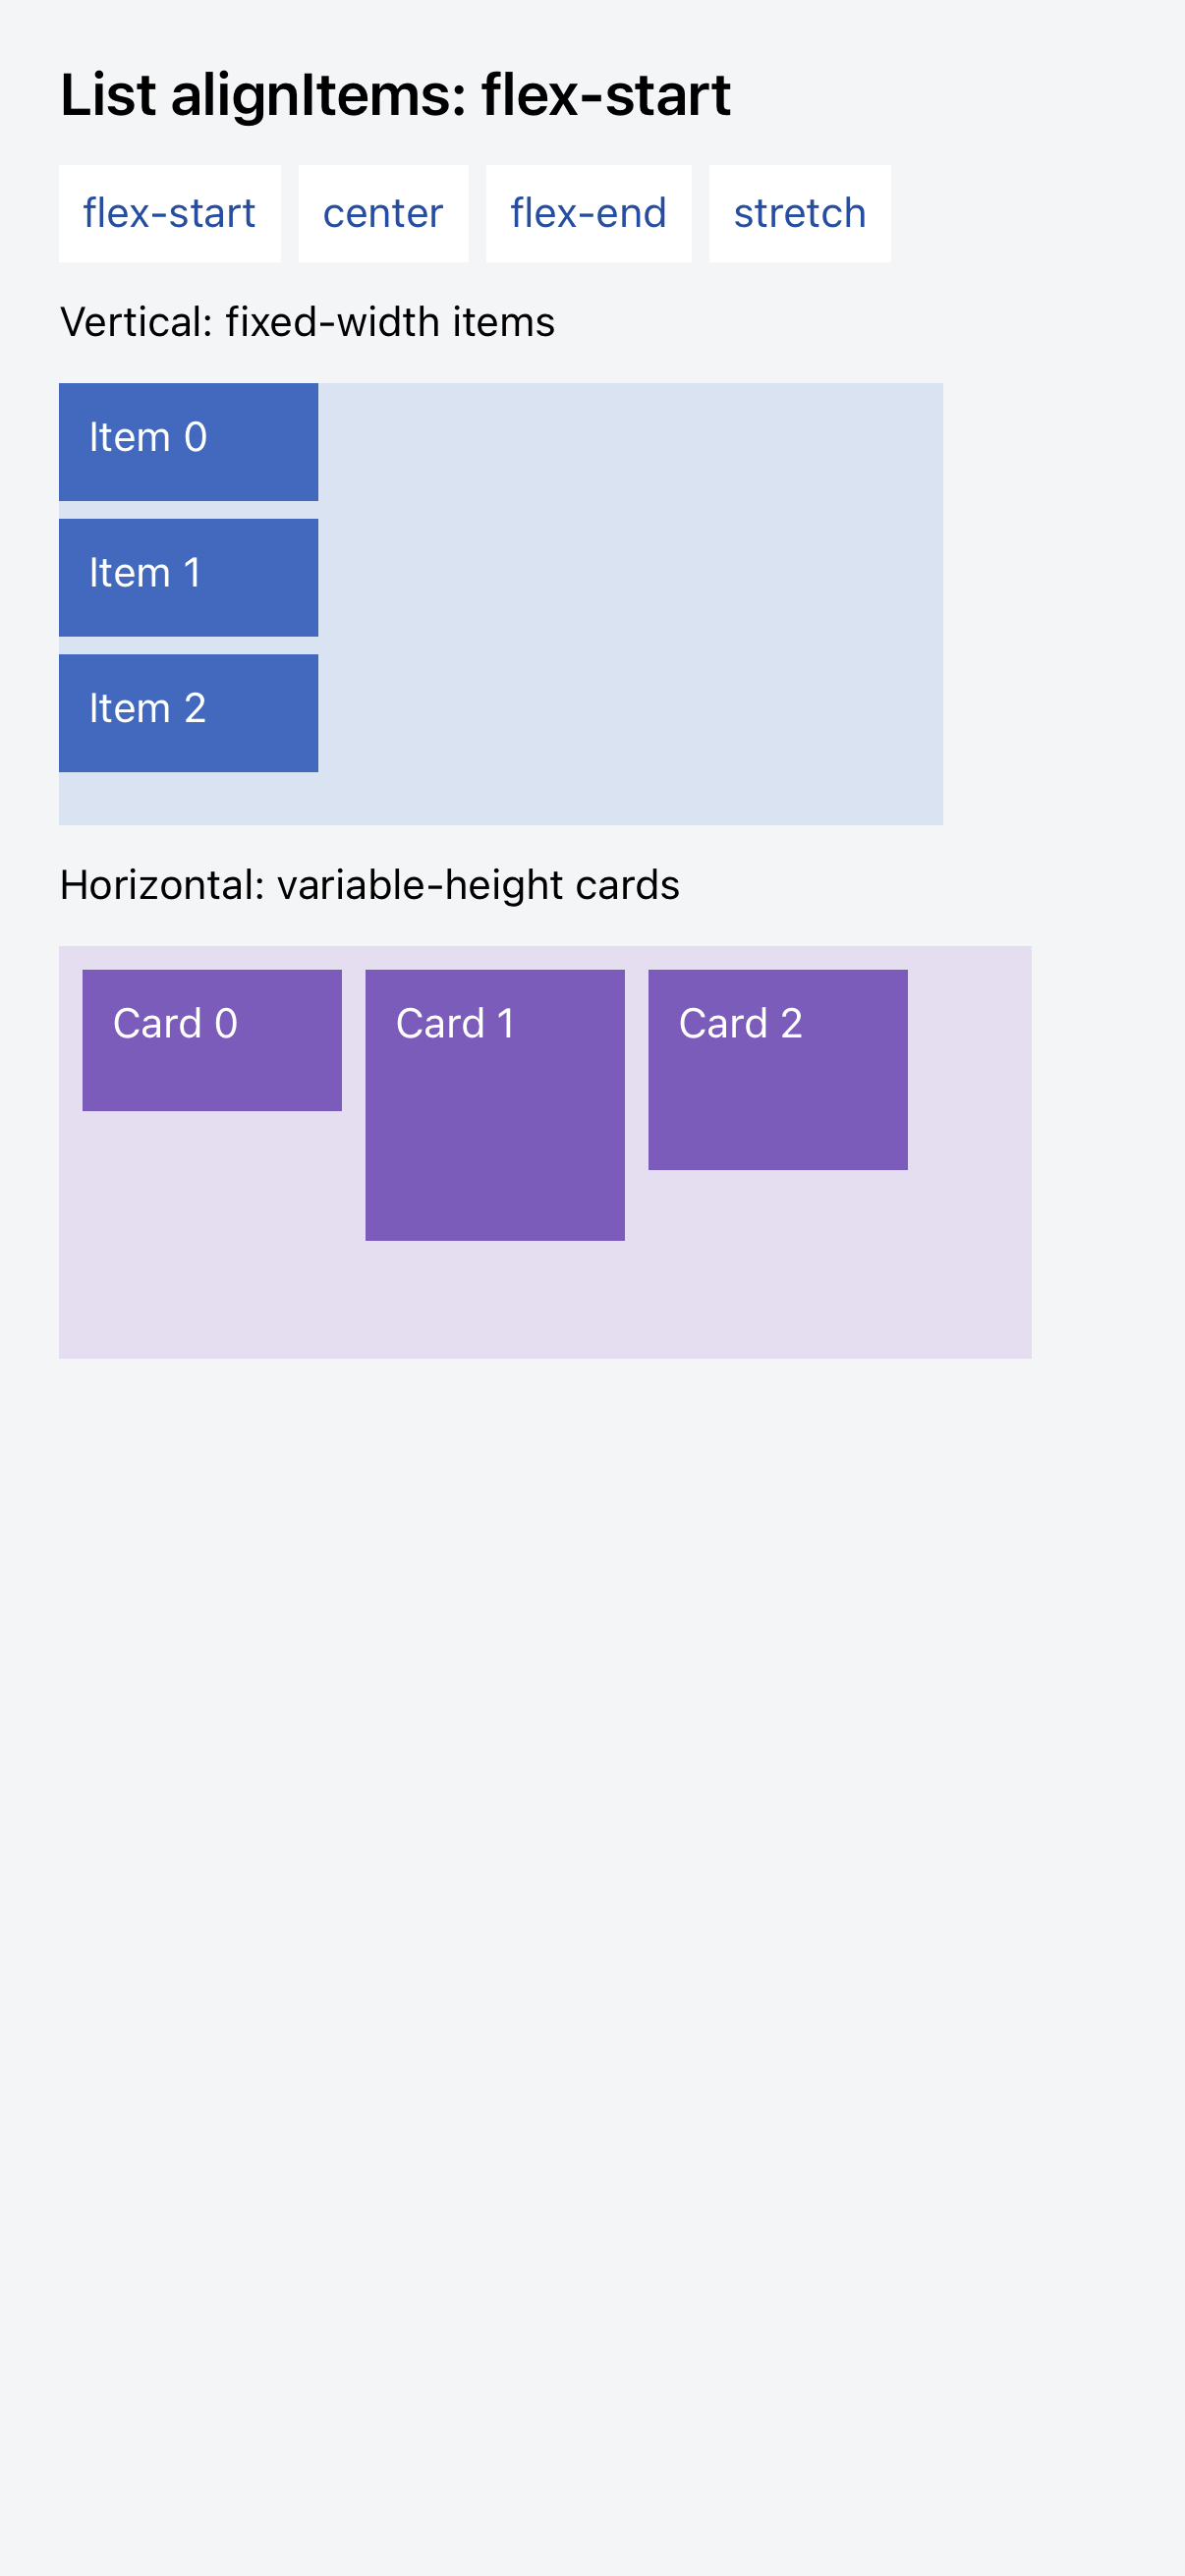 List alignItems: flex-start
flex-start center flex-end stretch
Vertical: fixed-width items
Item 0
Item 1
Item 2
Horizontal: variable-height cards
Card 0 Card 1 Card 2